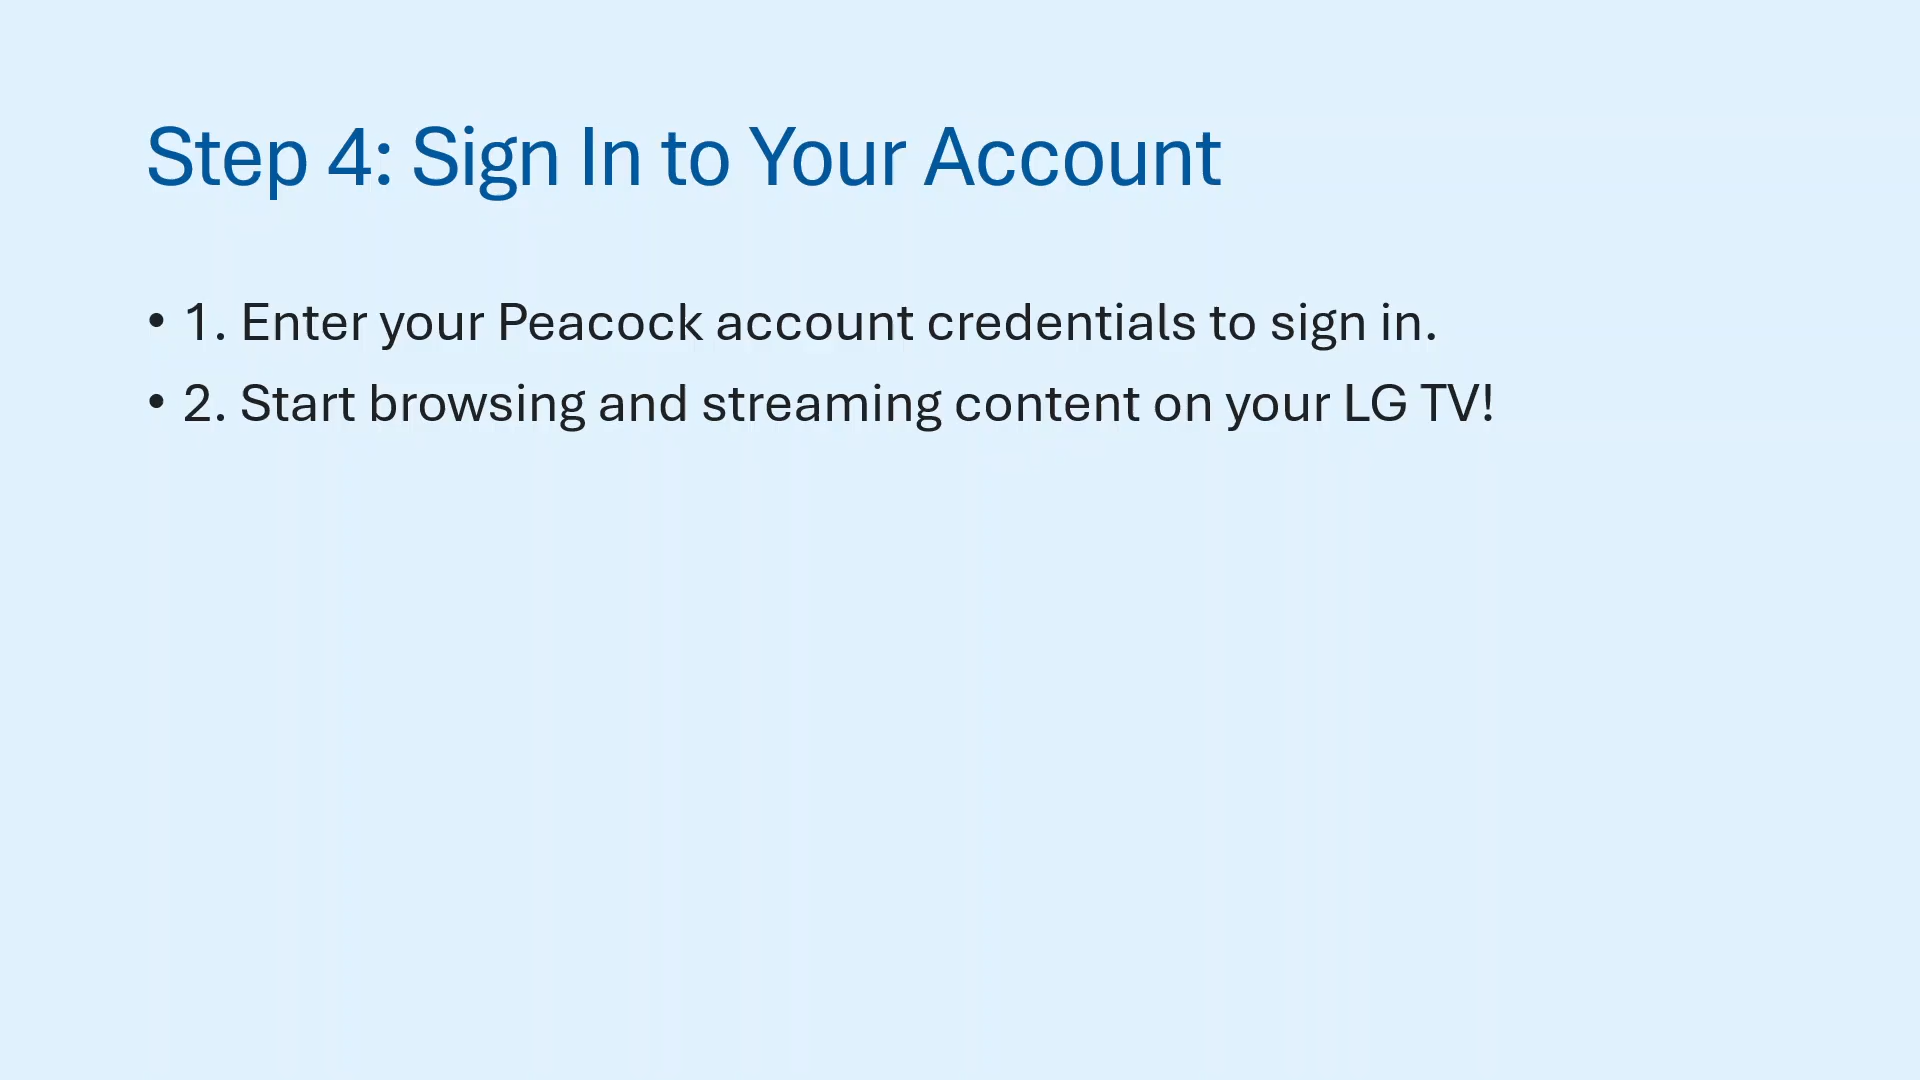 Step 4: Sign In to Your Account
• 1. Enter your Peacock account credentials to sign in.
• 2. Start browsing and streaming content on your LG TV!